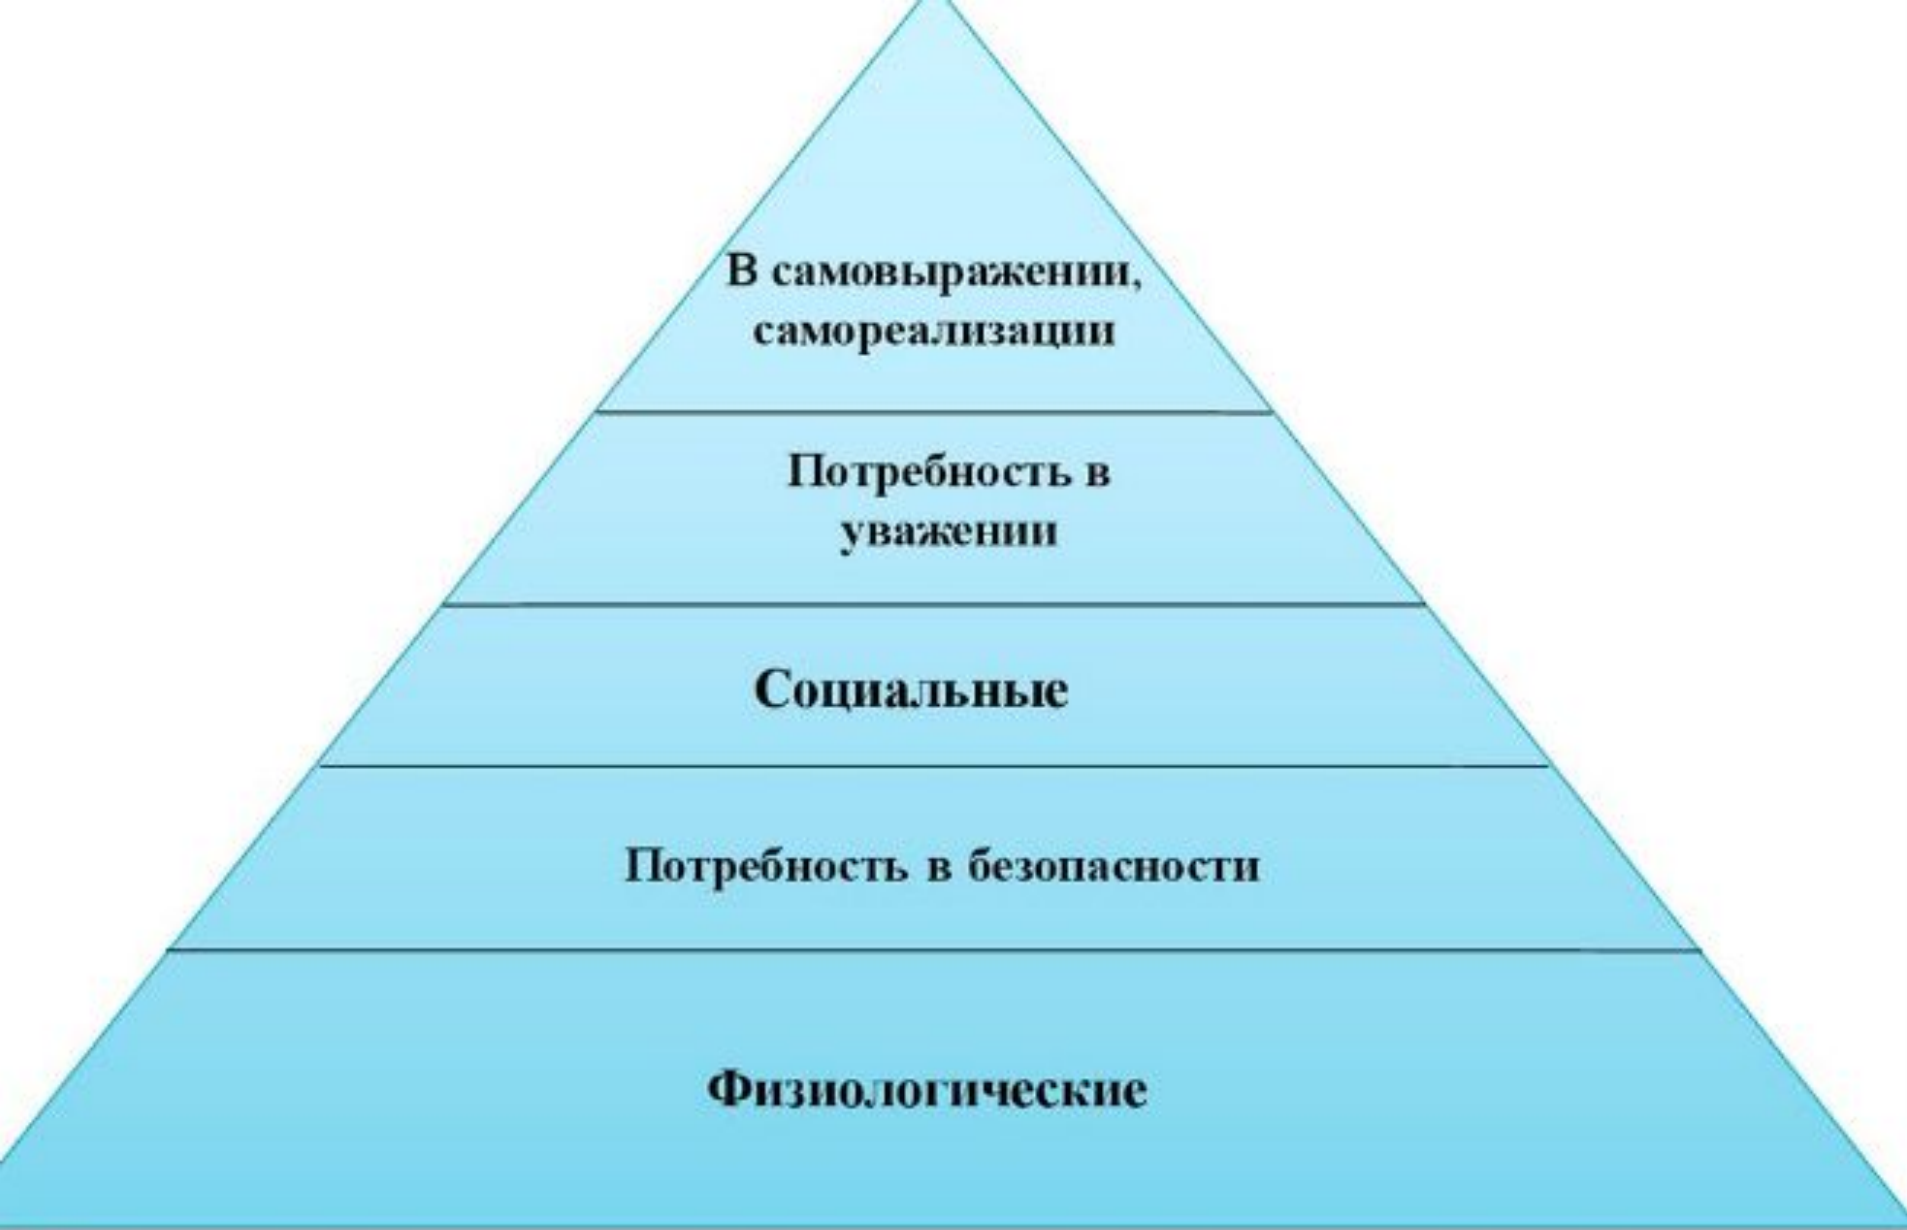 В самовыражении,
самореализации
Потребность в
уважении
Социальные
Потребность в безопасности
Физиологические